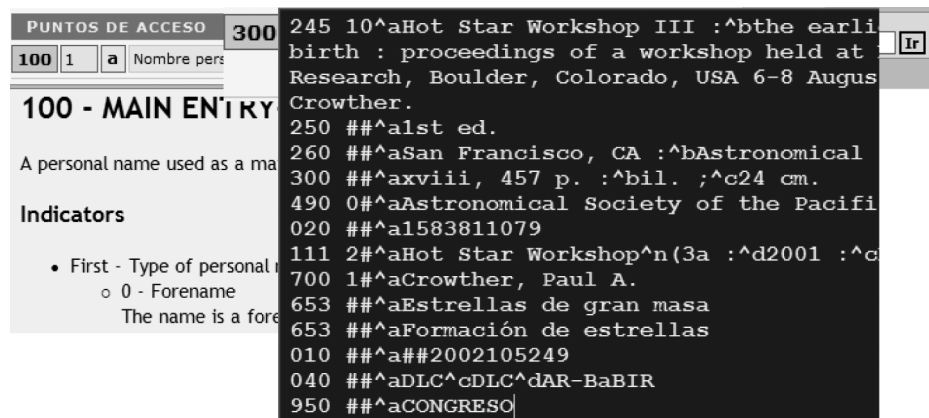 PUNTOS DE ACCESO
300
100 1 a Nombre pers
Ir
100 - MAIN ENTRY
A personal name used as a ma
Indicators
• First - Type of personal
o 0 - Forename
The name is a fore
245 10^aHot Star Workshop III :^bthe earli
birth : proceedings of a workshop held at
Research, Boulder, Colorado, USA 6-8 Augus
Crowther.
250 ##^a1st ed.
260 ##^aSan Francisco, CA :^bAstronomical
300 ##^axviii, 457 p. :^bil. ;^c24 cm.
490 0#^aAstronomical Society of the Pacifi
020 ##^a1583811079
111 2#^aHot Star Workshop^n(3a :^d2001 :^c
700 1#^aCrowther, Paul A.
653 ##^aEstrellas de gran masa
653 ##^aFormación de estrellas
010 ##^a##2002105249
040 ##^aDLC^cDLC^dAR-BaBIR
950 ##^aCONGRESO